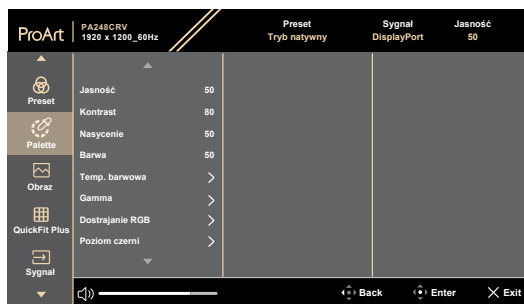 ProArt
PA248CRV
1920 x 1200_60Hz
Preset
Tryb natywny
Sygnał
DisplayPort
Jasność
50
Preset
Palette
Obraz
QuickFit Plus
Sygnał
Jasność 50
Kontrast 80
Nasycenie 50
Barwa 50
Temp. barwowa
Gamma
Dostrajanie RGB
Poziom czerni
Back
Enter
Exit